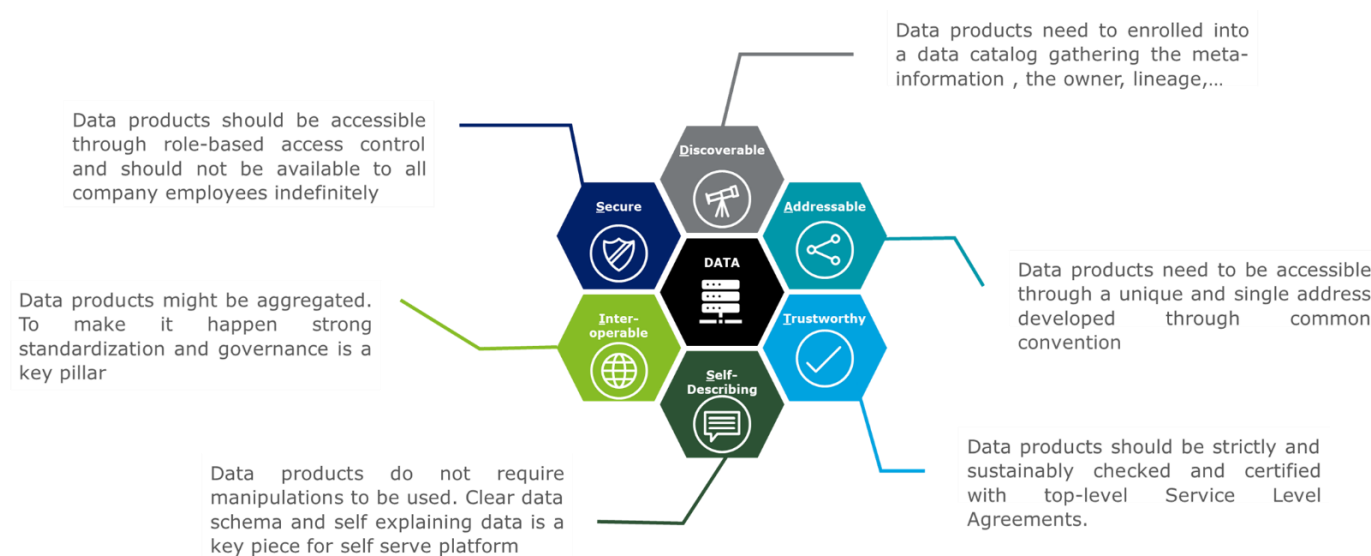 Data products need to enrolled into
a data catalog gathering the meta-
information , the owner, lineage,...
Data products should be accessible
through role-based access control
and should not be available to all
company employees indefinitely
Discoverable
Secure
Addressable
DATA
Data products need to be accessible
through a unique and single address
developed through common
convention
Data products might be aggregated.
To make it happen strong
standardization and governance is a
key pillar
Inter-
operable
Trustworthy
Self-
Describing
Data products should be strictly and
sustainably checked and certified
with top-level Service Level
Agreements.
Data products do not require
manipulations to be used. Clear data
schema and self explaining data is a
key piece for self serve platform